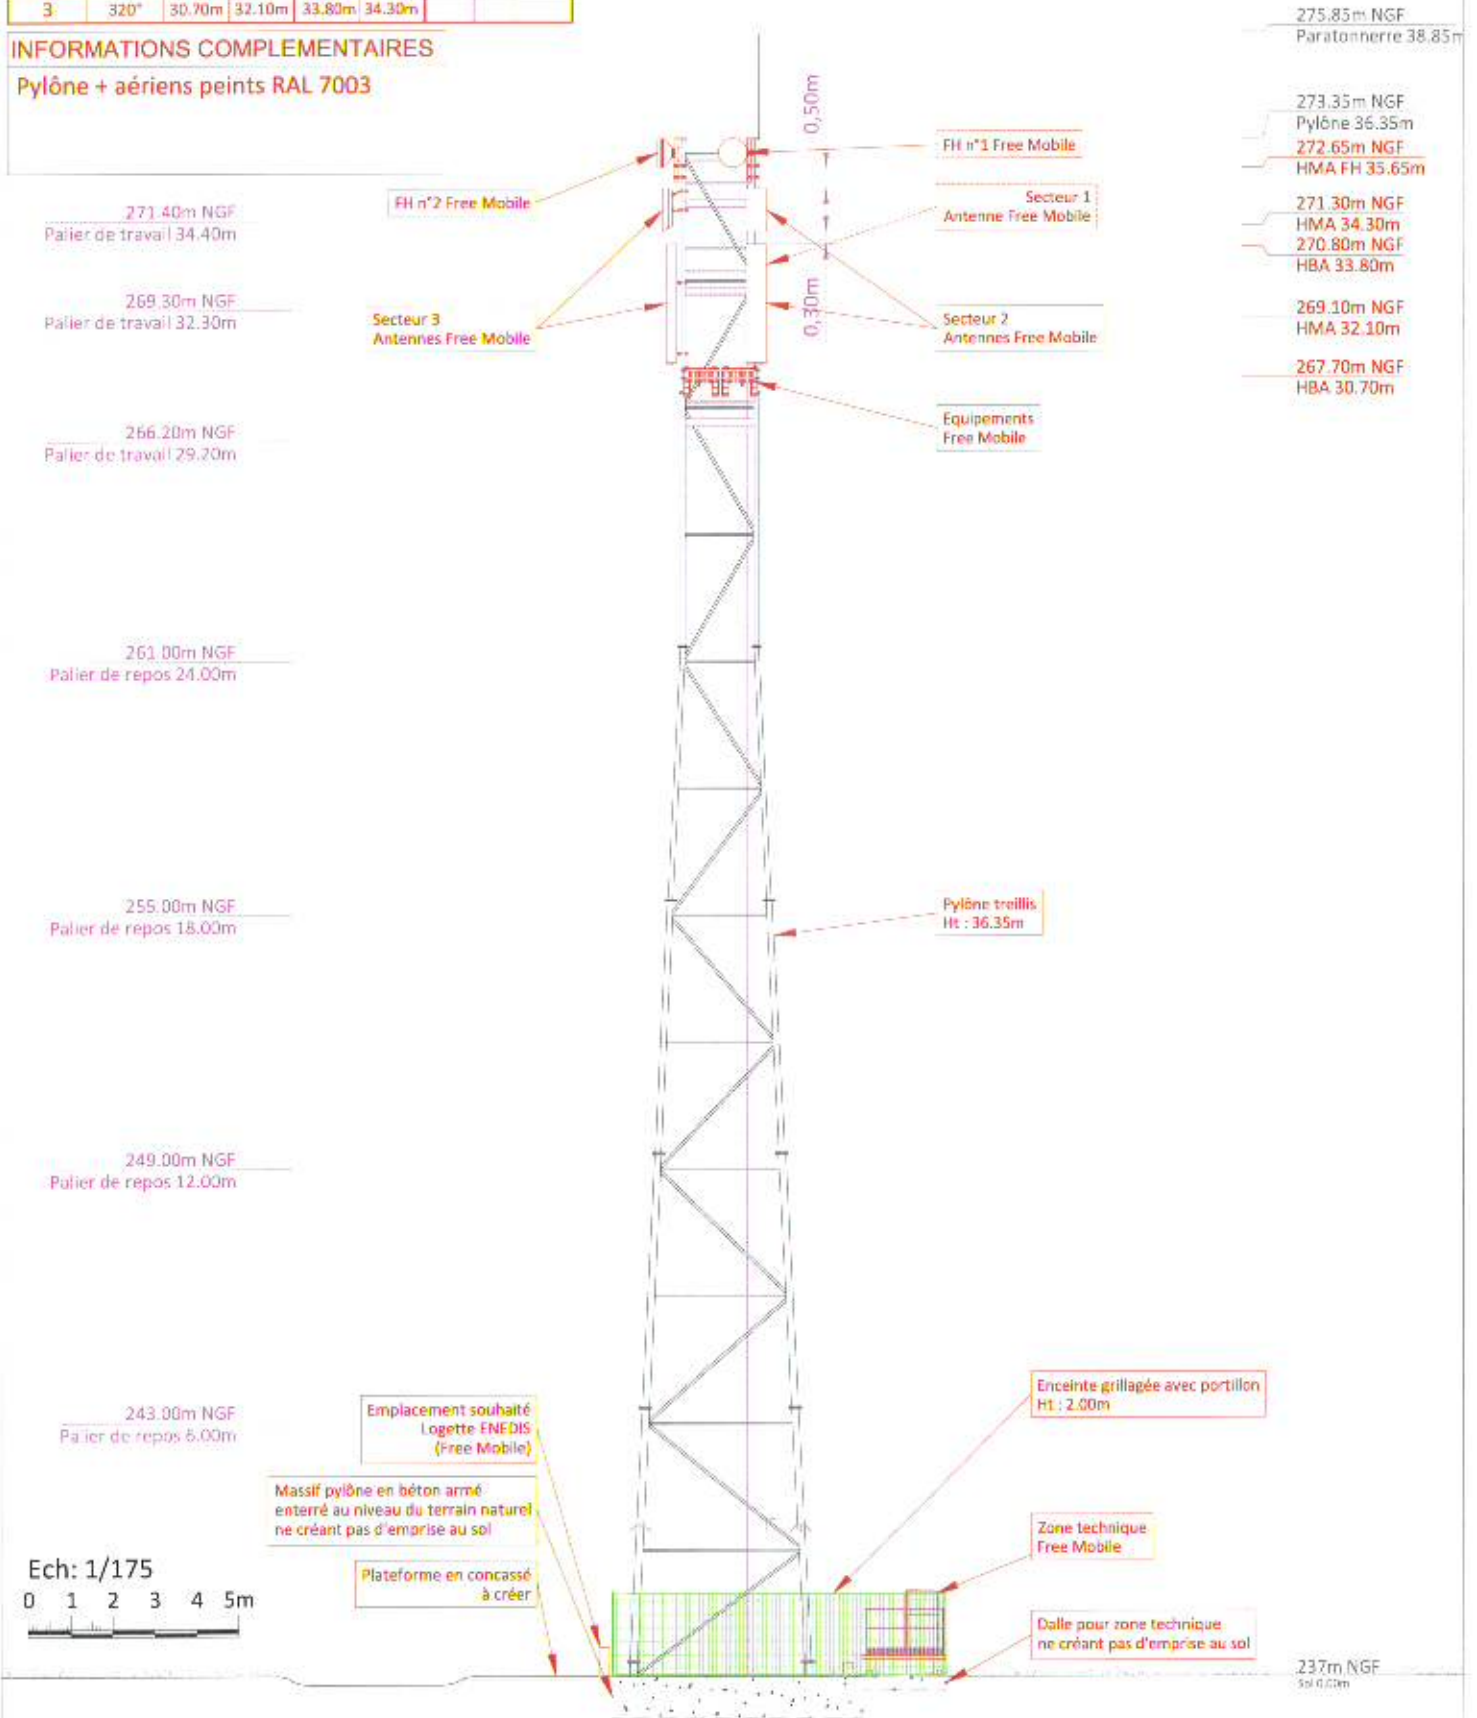 3 320° 30.70m 32.10m 33.80m 34.30m
INFORMATIONS COMPLEMENTAIRES
Pylône + aériens peints RAL 7003
275.85m NGF
Paratonnerre 38.85m
273.35m NGF
Pylône 36.35m
272.65m NGF
HMA FH 35.65m
271.30m NGF
HMA 34.30m
270.80m NGF
HBA 33.80m
269.10m NGF
HMA 32.10m
267.70m NGF
HBA 30.70m
0,50m
0,30m
FH n°1 Free Mobile
FH n°2 Free Mobile
Secteur 1
Antenne Free Mobile
Secteur 2
Antennes Free Mobile
Secteur 3
Antennes Free Mobile
Equipements
Free Mobile
271.40m NGF
Palier de travail 34.40m
269.30m NGF
Palier de travail 32.30m
266.20m NGF
Palier de travail 29.20m
261.00m NGF
Palier de repos 24.00m
255.00m NGF
Palier de repos 18.00m
249.00m NGF
Palier de repos 12.00m
243.00m NGF
Palier de repos 6.00m
Pylône treillis
Ht : 36.35m
Enceinte grillagée avec portillon
Ht : 2.00m
Emplacement souhaité
Logette ENEDIS
(Free Mobile)
Massif pylône en béton armé
enterré au niveau du terrain naturel
ne créant pas d'emprise au sol
Plateforme en concassé
à créer
Zone technique
Free Mobile
Dalle pour zone technique
ne créant pas d'emprise au sol
237m NGF
Sol 0.00m
Ech: 1/175
0 1 2 3 4 5m